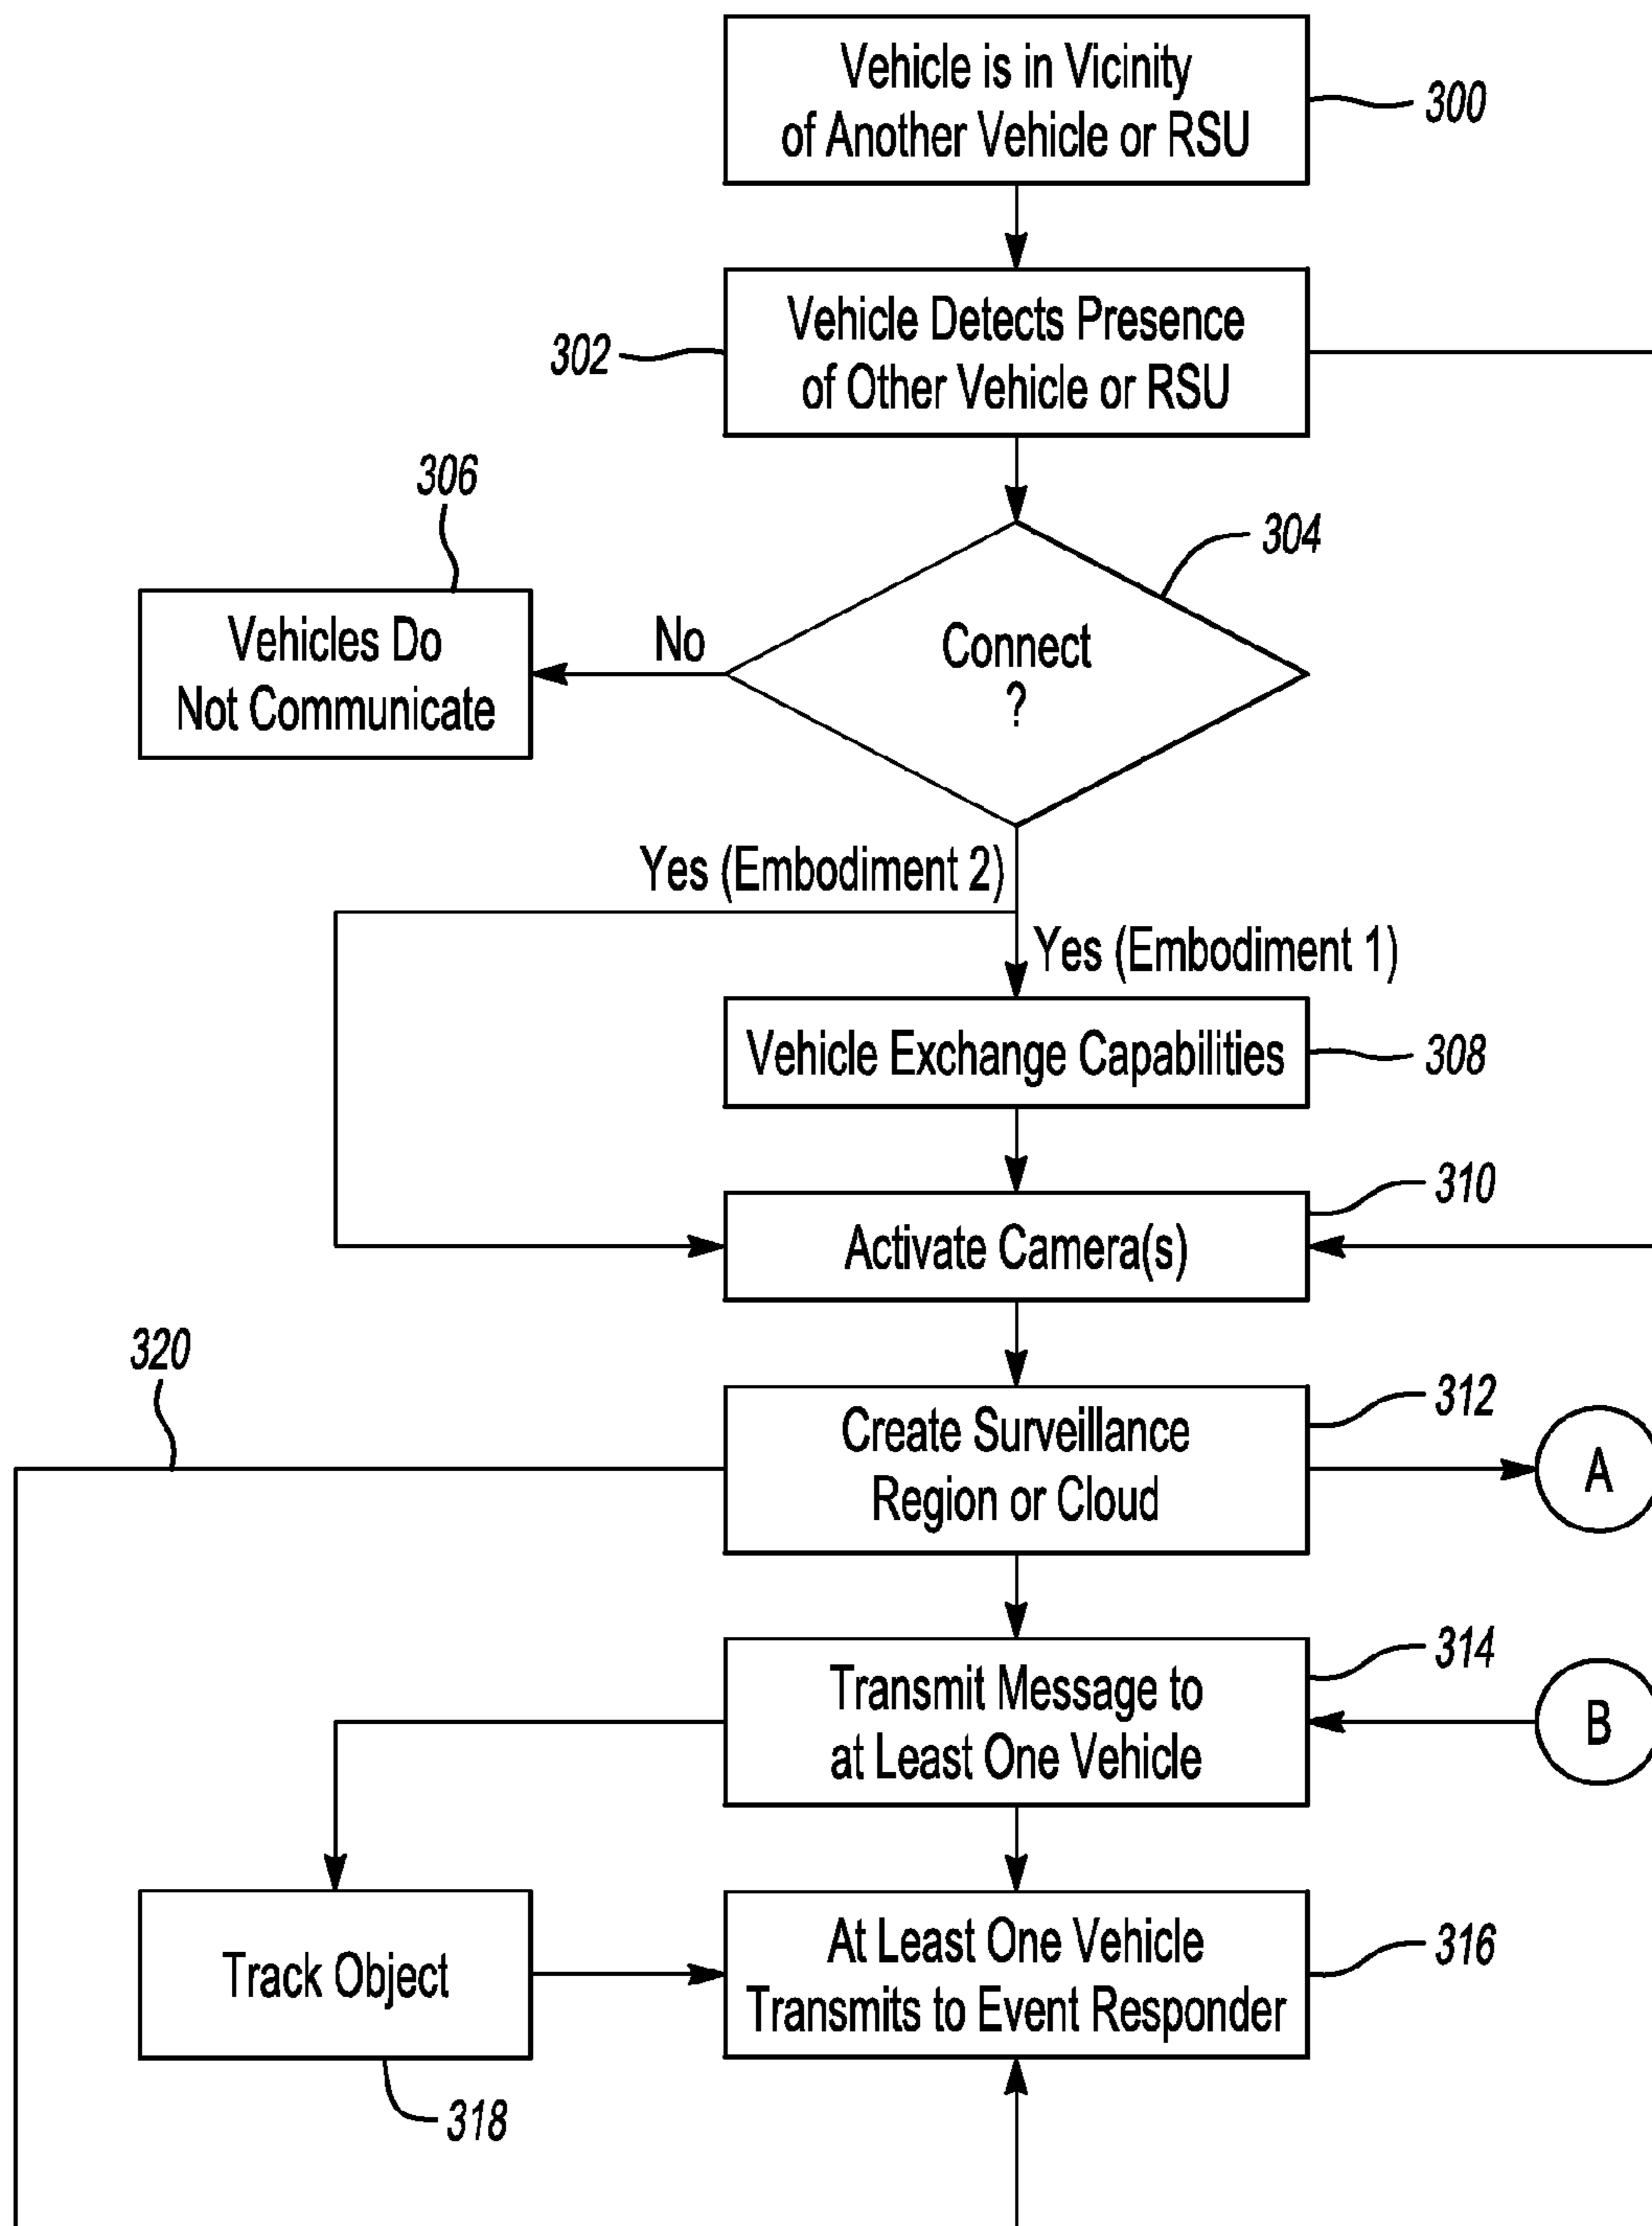 Vehicle is in Vicinity
of Another Vehicle or RSU
300
Vehicle Detects Presence
of Other Vehicle or RSU
302
306
304
Vehicles Do
Not Communicate
No
Connect
?
Yes (Embodiment 2)
Yes (Embodiment 1)
Vehicle Exchange Capabilities
308
310
Activate Camera(s)
320
312
Create Surveillance
Region or Cloud
A
314
Transmit Message to
at Least One Vehicle
B
Track Object
At Least One Vehicle
Transmits to Event Responder
316
318